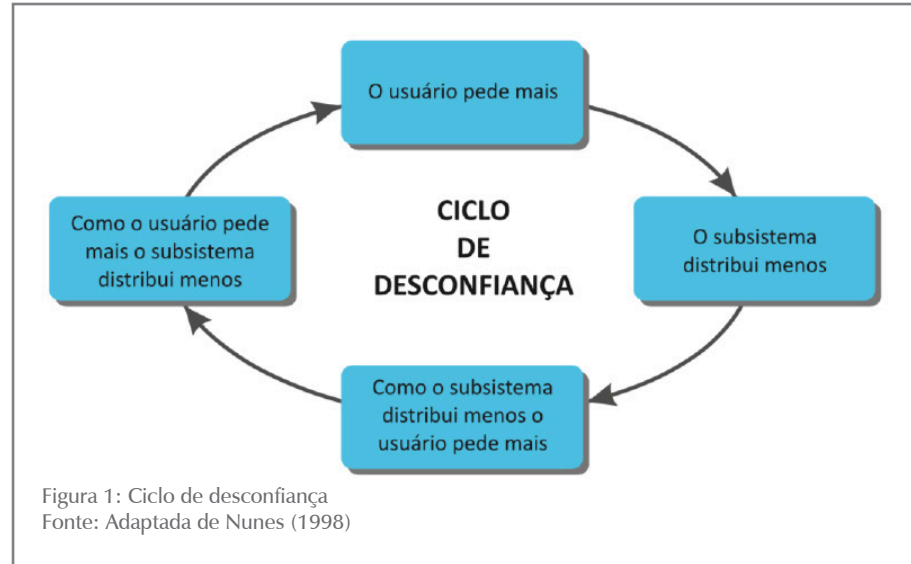 O usuário pede mais
CICLO
DE
DESCONFIANÇA
O subsistema
distribui menos
Como o subsistema
distribui menos o
usuário pede mais
Como o usuário pede
mais o subsistema
distribui menos
Figura 1: Ciclo de desconfiança
Fonte: Adaptada de Nunes (1998)